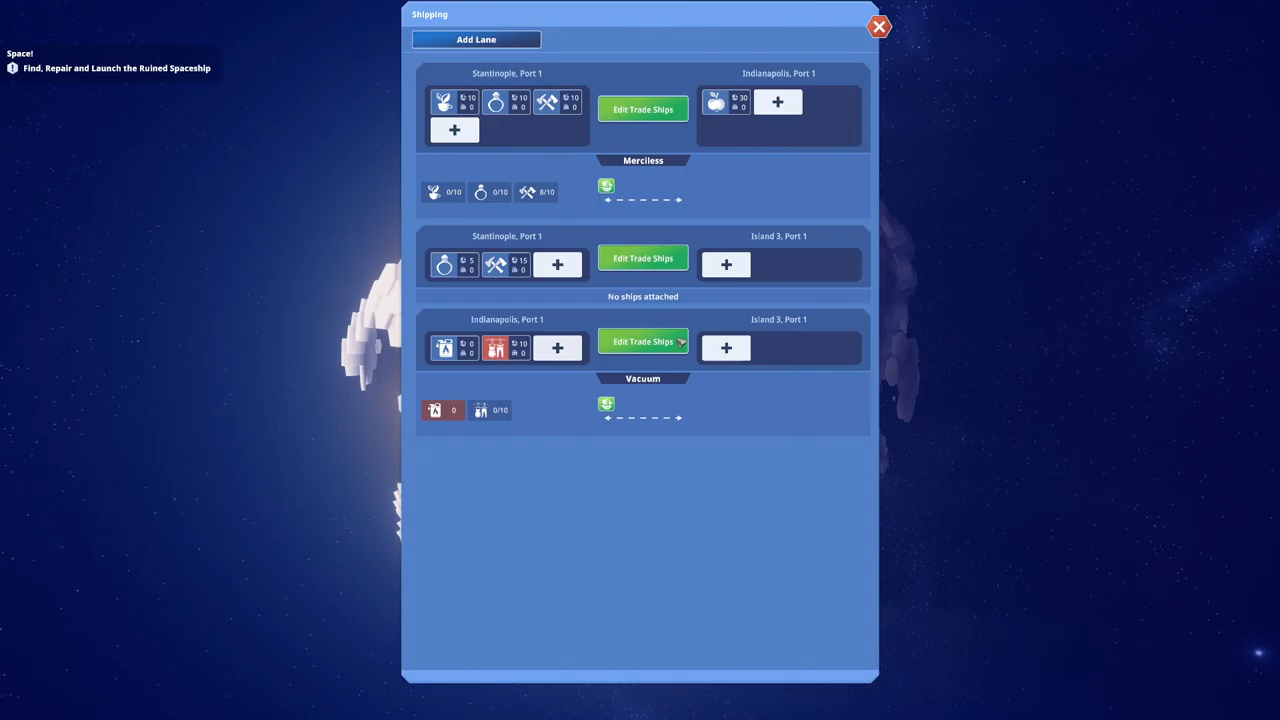 Shipping
Add Lane
Space!
Find, Repair and Launch the Ruined Spaceship
Stantinople, Port 1
Indianapolis, Port 1
10
0
10
0
10
0
+
Edit Trade Ships
30
0
+
Merciless
0/10
0/10
8/10
Stantinople, Port 1
Island 3, Port 1
5
0
15
0
+
Edit Trade Ships
+
No ships attached
Indianapolis, Port 1
Island 3, Port 1
0
0
10
0
+
Edit Trade Ships
+
Vacuum
0
0/10